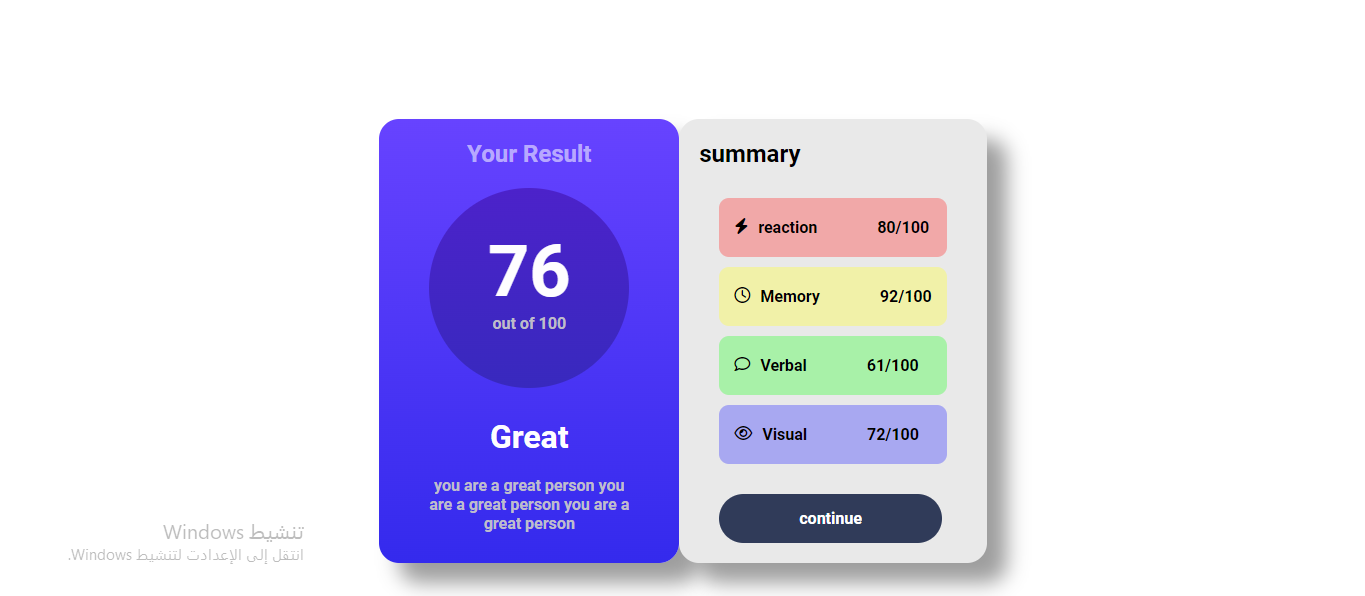 Your Result
76
out of 100
Great
you are a great person you
are a great person you are a
great person
summary
reaction 80/100
Memory 92/100
Verbal 61/100
Visual 72/100
continue
تنشيط Windows
انتقل إلى الإعدادت لتنشيط Windows.